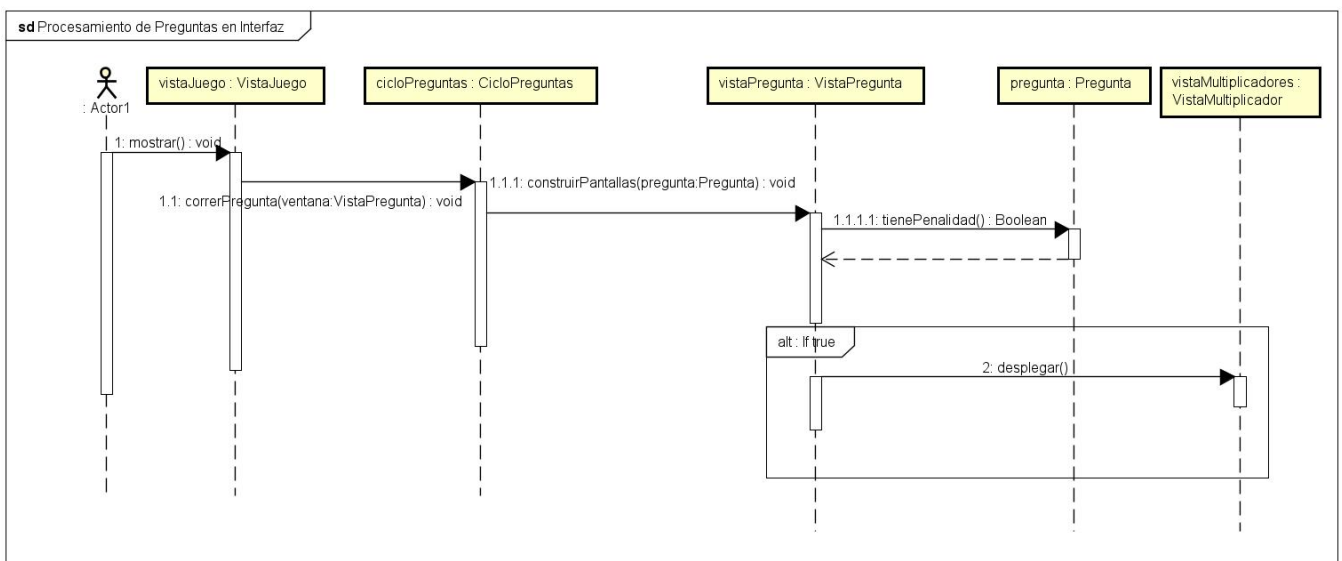 sd Procesamiento de Preguntas en Interfaz
: Actor1
vistaJuego : VistaJuego
cicloPreguntas : CicloPreguntas
vistaPregunta : VistaPregunta
pregunta : Pregunta
vistaMultiplicadores :
VistaMultiplicador
1: mostrar() : void
1.1: correrPregunta(ventana:VistaPregunta) : void
1.1.1: construirPantallas(pregunta:Pregunta) : void
1.1.1.1: tienePenalidad() : Boolean
alt : If true
2: desplegar()